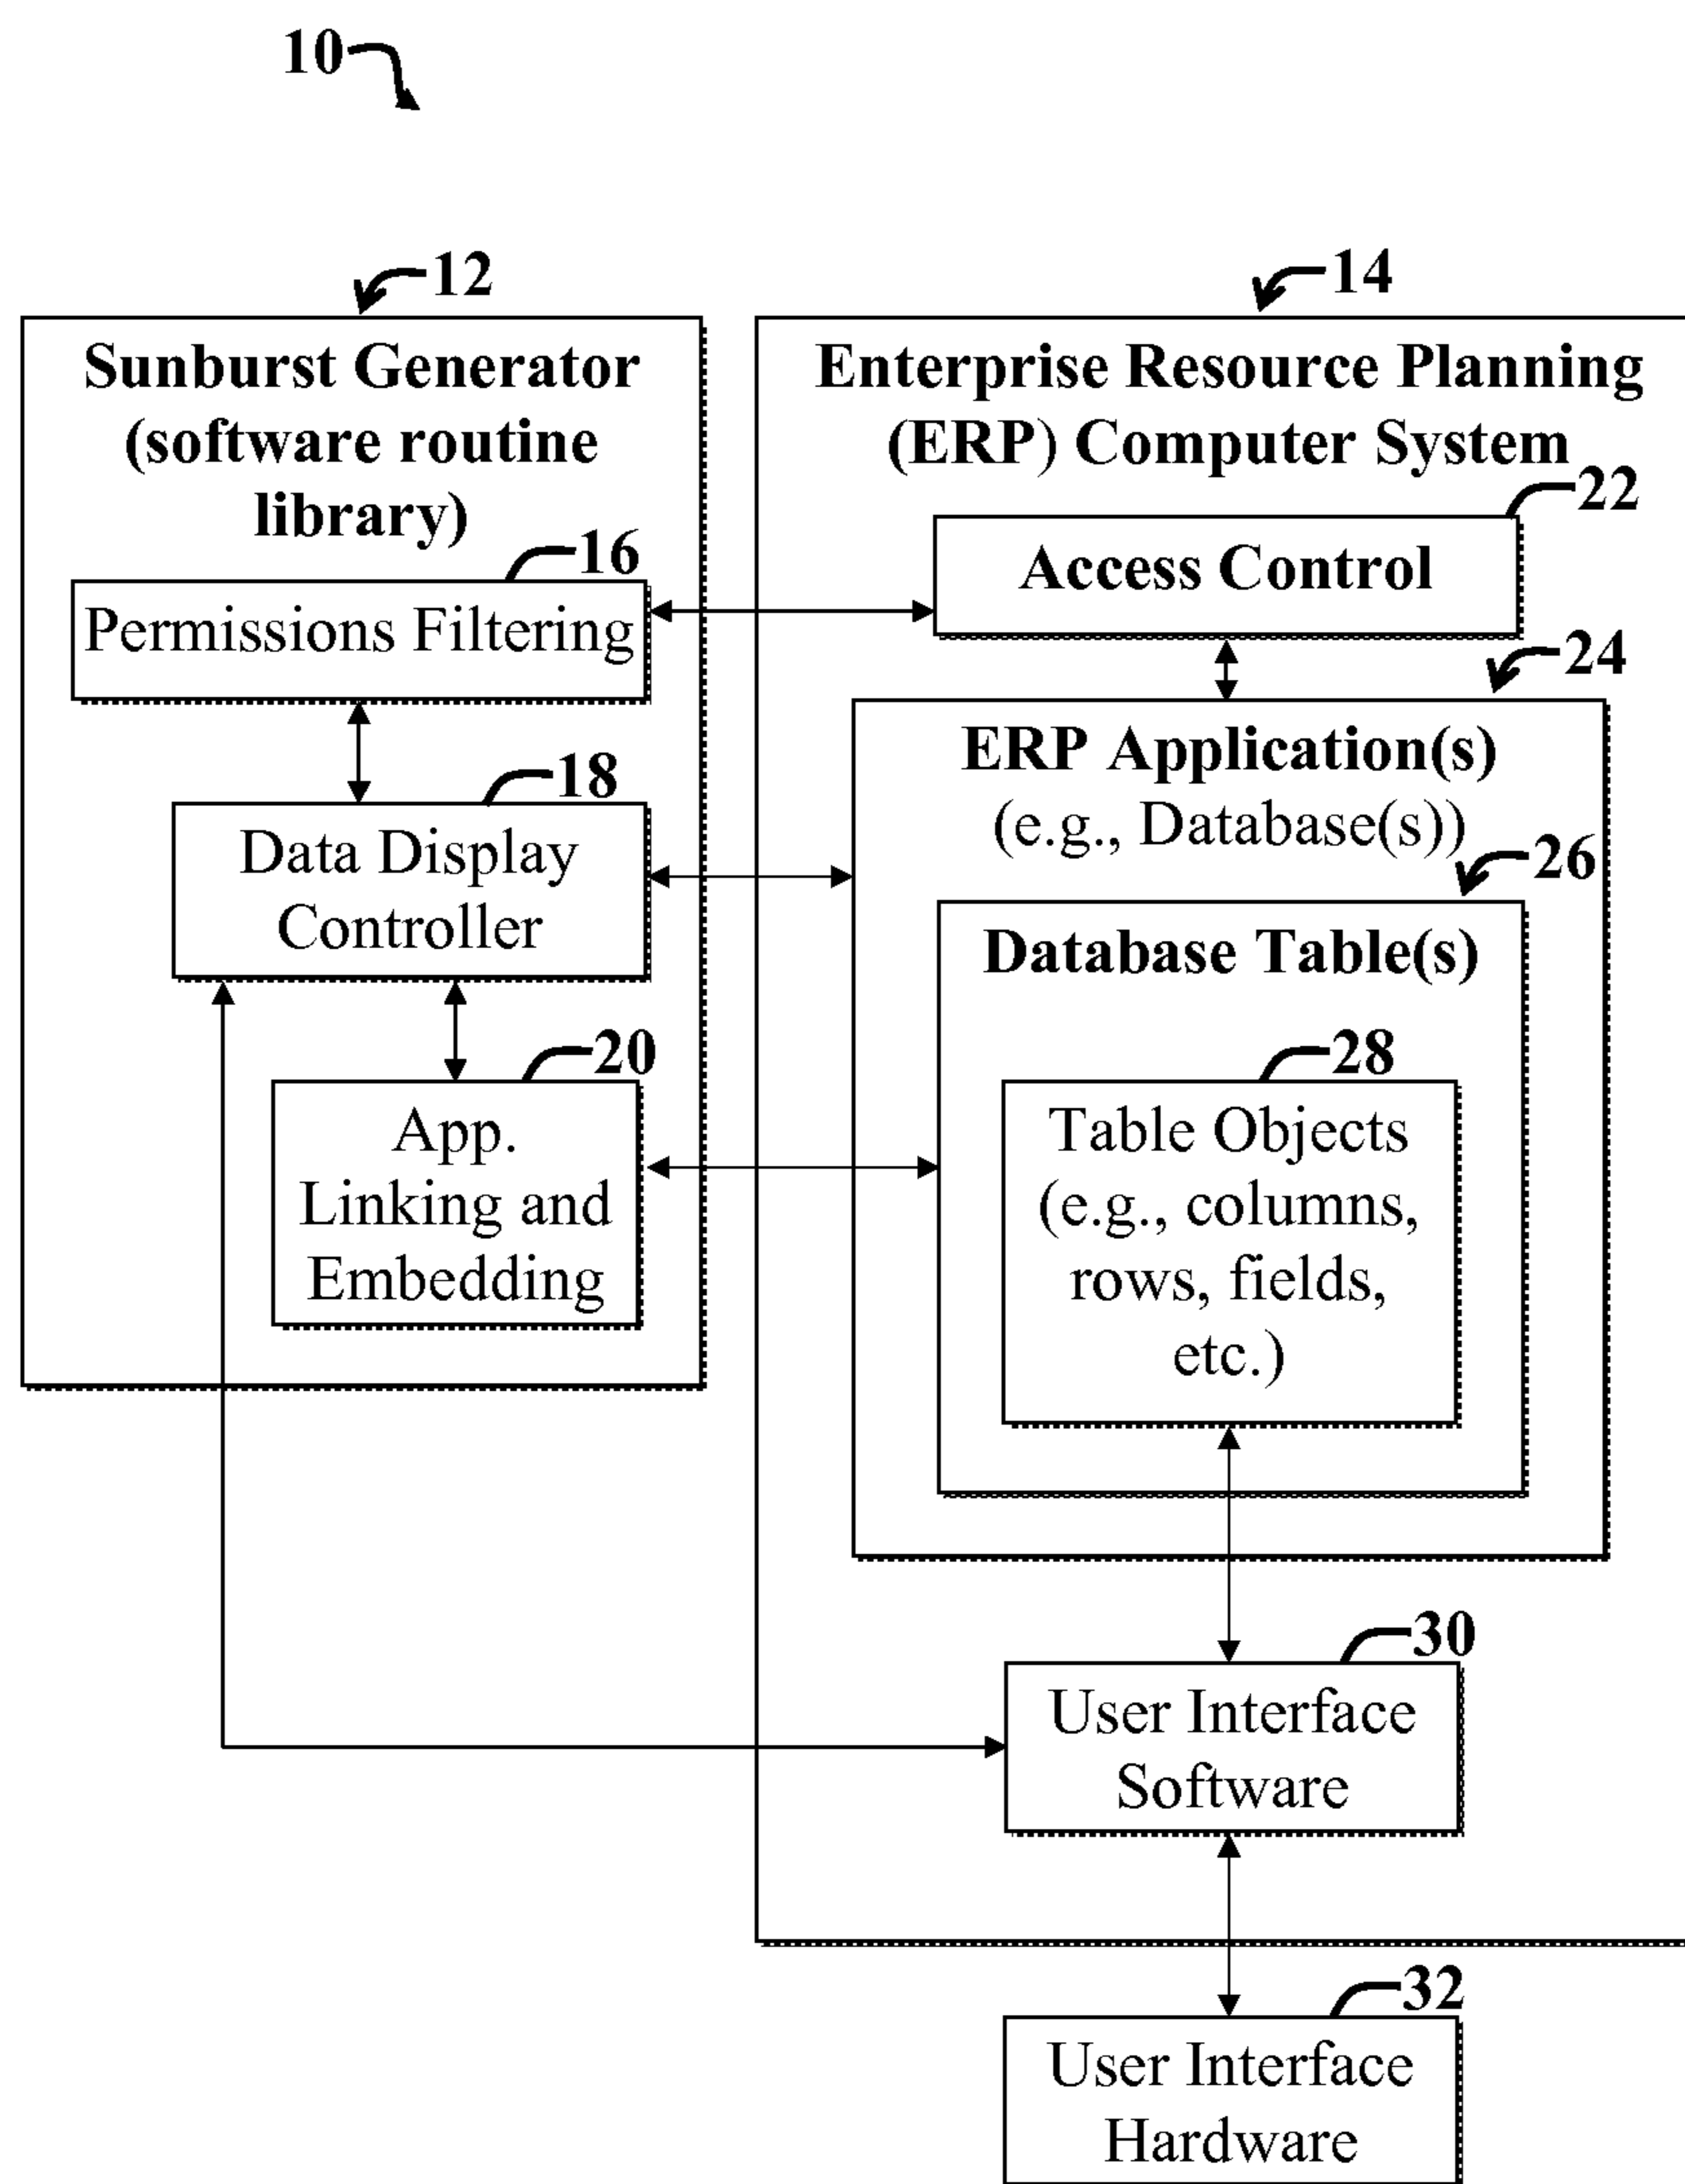 10
12
Sunburst Generator
(software routine
library)
16
Permissions Filtering
18
Data Display
Controller
20
App.
Linking and
Embedding
14
Enterprise Resource Planning
(ERP) Computer System
22
Access Control
24
ERP Application(s)
(e.g., Database(s))
26
Database Table(s)
28
Table Objects
(e.g., columns,
rows, fields,
etc.)
30
User Interface
Software
32
User Interface
Hardware